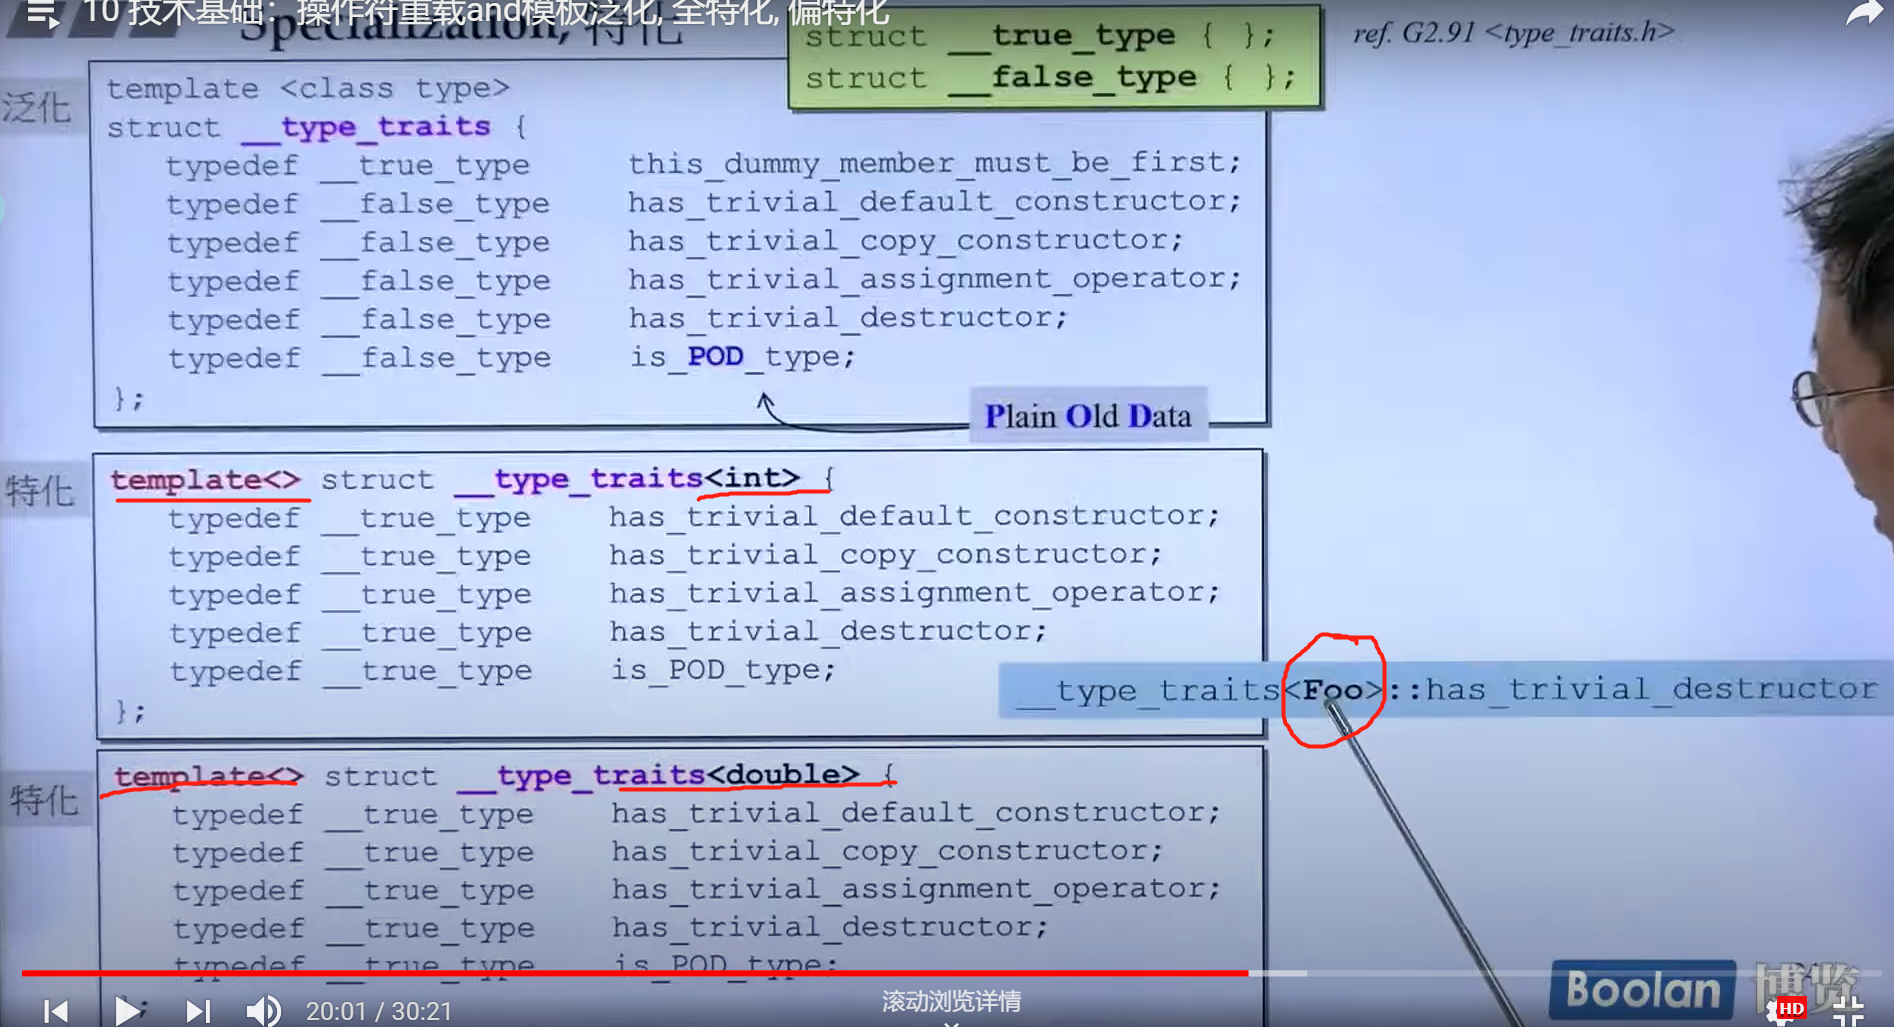 10 技术基础：操作符重载and模板泛化, 全特化, 偏特化
Specialization, 特化
struct __true_type { };
struct __false_type { };
ref. G2.91 <type_traits.h>
泛化
template <class type>
struct __type_traits {
typedef __true_type this_dummy_member_must_be_first;
typedef __false_type has_trivial_default_constructor;
typedef __false_type has_trivial_copy_constructor;
typedef __false_type has_trivial_assignment_operator;
typedef __false_type has_trivial_destructor;
typedef __false_type is_POD_type;
};
Plain Old Data
特化
template<> struct __type_traits<int> {
typedef __true_type has_trivial_default_constructor;
typedef __true_type has_trivial_copy_constructor;
typedef __true_type has_trivial_assignment_operator;
typedef __true_type has_trivial_destructor;
typedef __true_type is_POD_type;
};
__type_traits<Foo>::has_trivial_destructor
特化
template<> struct __type_traits<double> {
typedef __true_type has_trivial_default_constructor;
typedef __true_type has_trivial_copy_constructor;
typedef __true_type has_trivial_assignment_operator;
typedef __true_type has_trivial_destructor;
typedef __true_type is_POD_type;
;
Boolan 博览
20:01 / 30:21
滚动浏览详情
HD